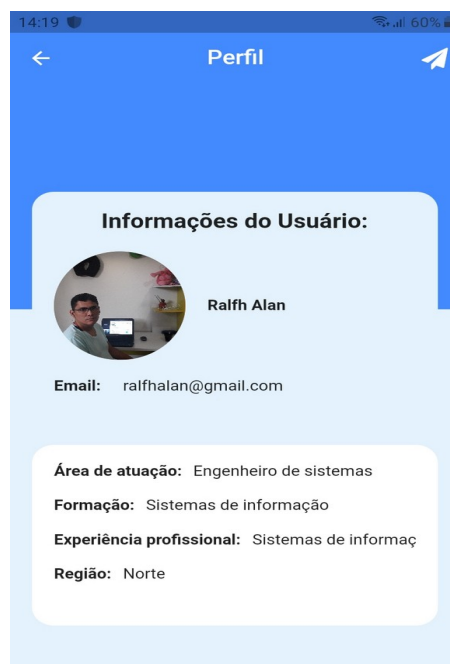 14:19 60%
Perfil
Informações do Usuário:
Ralfh Alan
Email: ralfhalan@gmail.com
Área de atuação: Engenheiro de sistemas
Formação: Sistemas de informação
Experiência profissional: Sistemas de informaç
Região: Norte